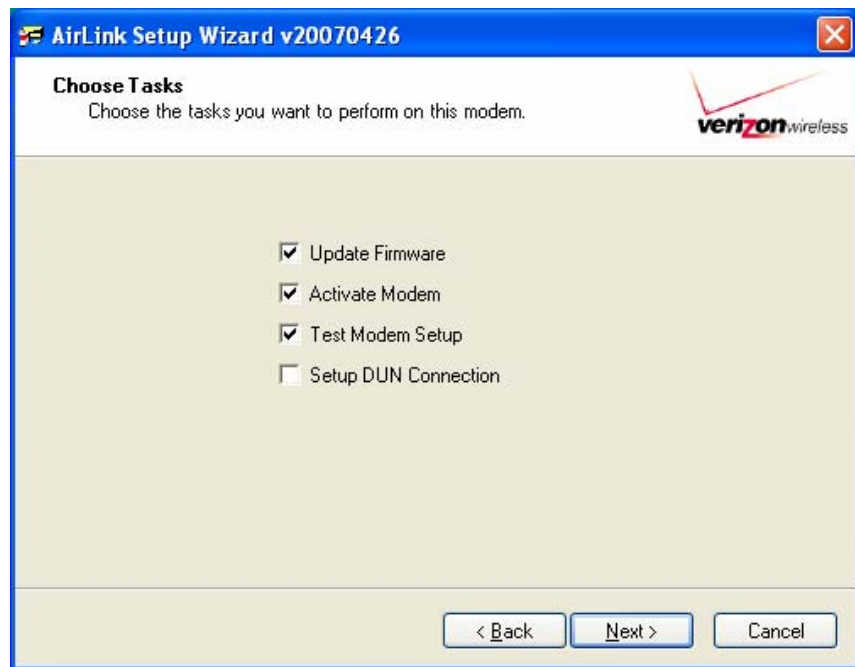 AirLink Setup Wizard v20070426
Choose Tasks
Choose the tasks you want to perform on this modem.
verizonwireless
Update Firmware
Activate Modem
Test Modem Setup
Setup DUN Connection
< Back
Next >
Cancel